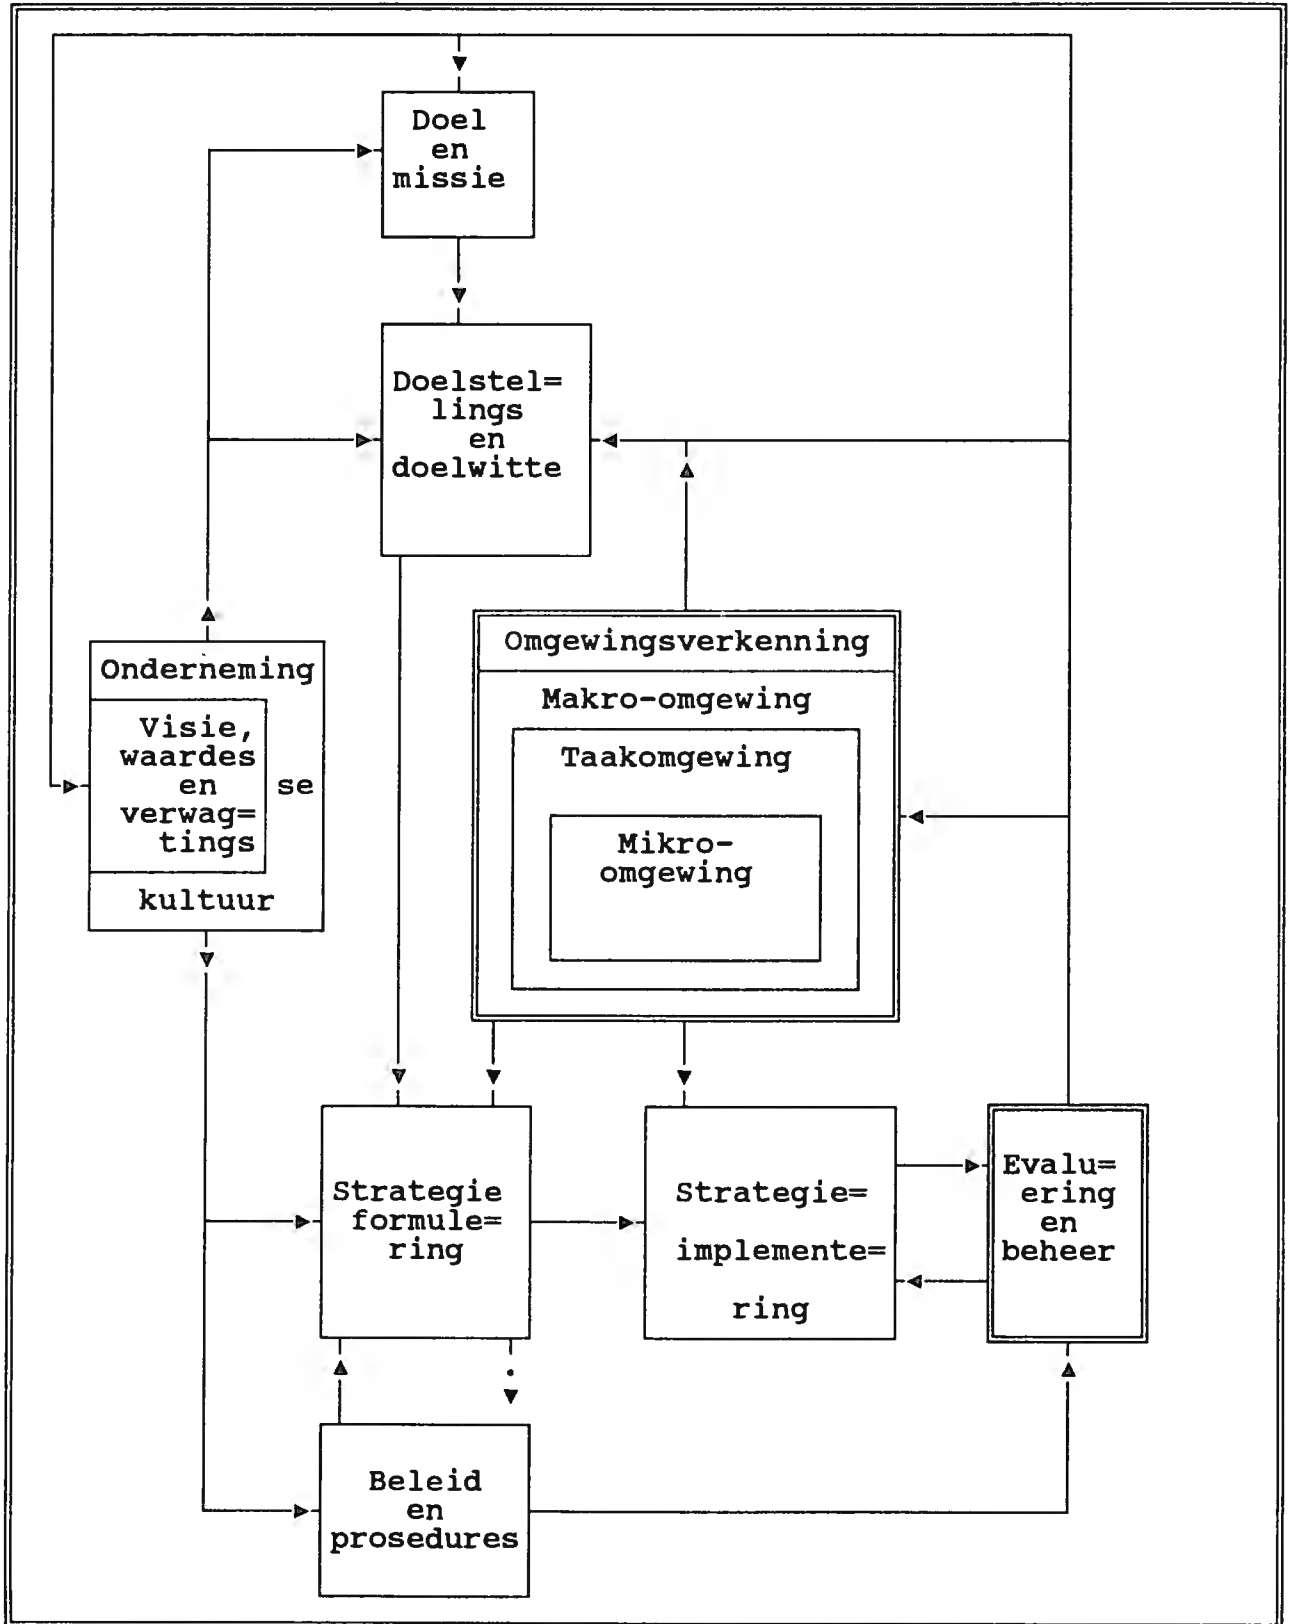 Doel
en
missie
Doelstel=
lings
en
doelwitte
Onderneming
Visie,
waardes
en
verwag=
tings
se
kultuur
Omgewingsverkenning
Makro-omgewing
Taakomgewing
Mikro-
omgewing
Strategie
formule=
ring
Strategie=
implemente=
ring
Evalu=
ering
en
beheer
Beleid
en
prosedures